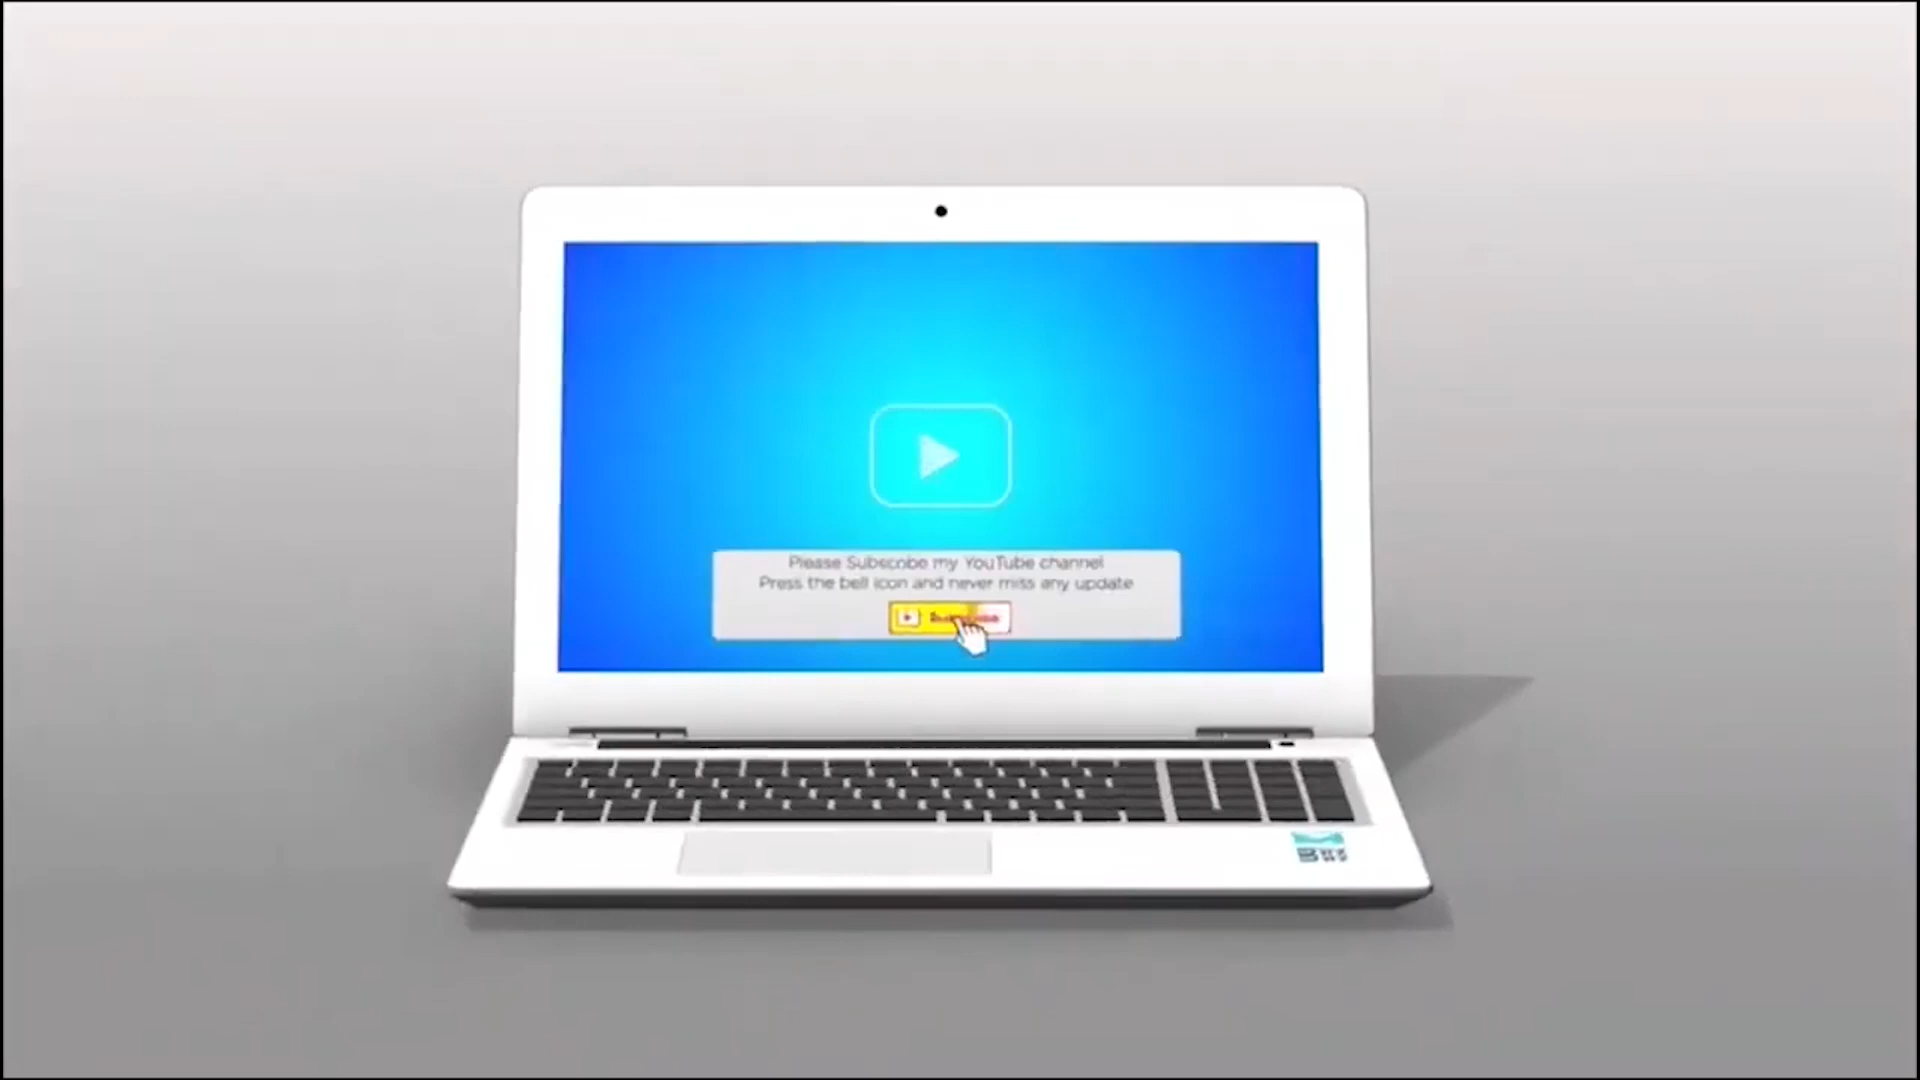 Please Subscribe my YouTube channel
Press the bell icon and never miss any update